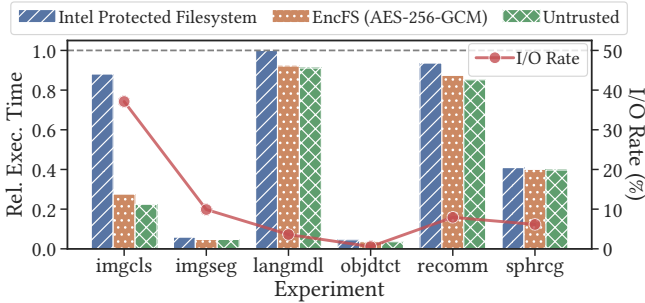 Intel Protected Filesystem EncFS (AES-256-GCM) Untrusted
I/O Rate
Rel. Exec. Time
1.0
0.8
0.6
0.4
0.2
0.0
50
40
30
20
10
0
I/O Rate (%)
imgcls imgseg langmdl objdtct recomm sphrcg
Experiment